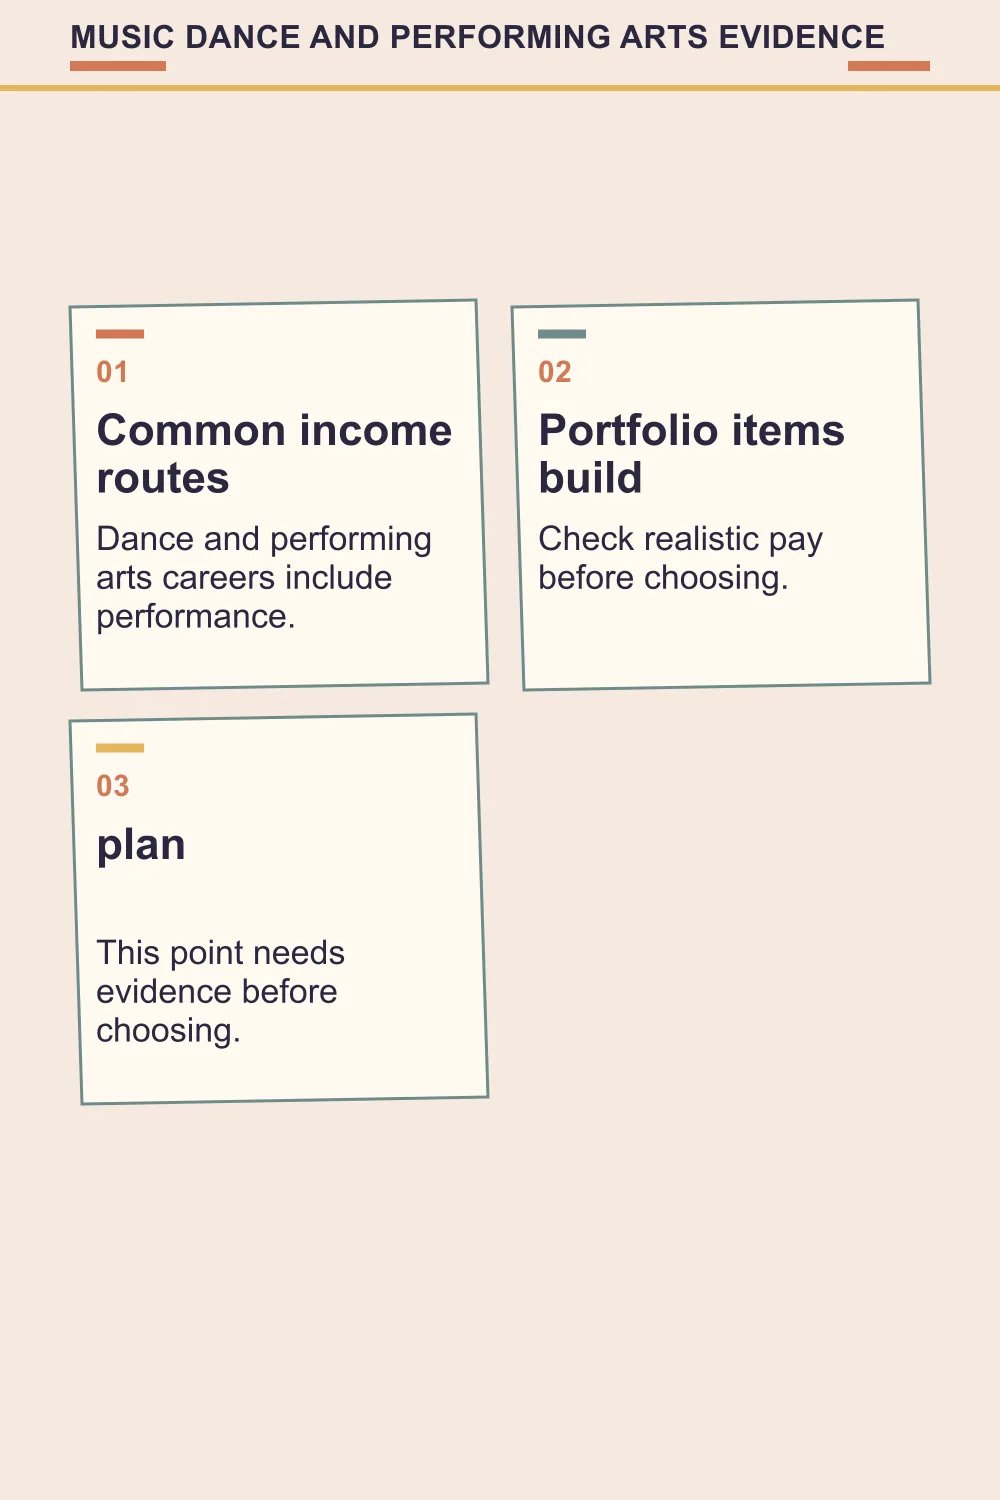 MUSIC DANCE AND PERFORMING ARTS EVIDENCE
01
Common income
routes
Dance and performing
arts careers include
performance.
02
Portfolio items
build
Check realistic pay
before choosing.
03
plan
This point needs
evidence before
choosing.